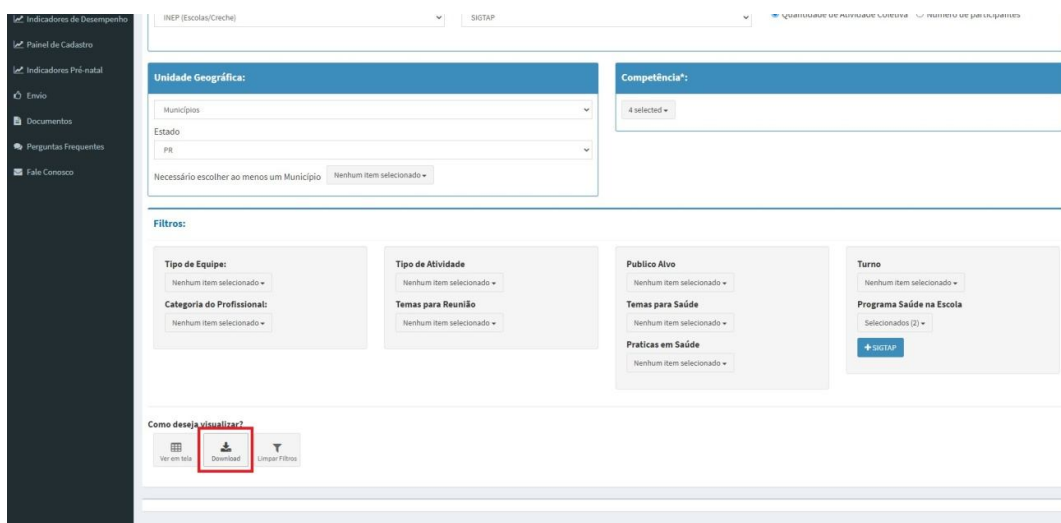 Indicadores de Desempenho
Painel de Cadastro
Indicadores Pré-natal
Envio
Documentos
Perguntas Frequentes
Fale Conosco
INEP (Escolas/Creche)
SIGTAP
Quantidade de Atividade Coletiva
Número de participantes
Unidade Geográfica:
Municípios
Estado
PR
Necessário escolher ao menos um Município
Nenhum item selecionado
Competência*:
4 selected
Filtros:
Tipo de Equipe:
Nenhum item selecionado
Categoria do Profissional:
Nenhum item selecionado
Tipo de Atividade
Nenhum item selecionado
Temas para Reunião
Nenhum item selecionado
Publico Alvo
Nenhum item selecionado
Temas para Saúde
Nenhum item selecionado
Praticas em Saúde
Nenhum item selecionado
Turno
Nenhum item selecionado
Programa Saúde na Escola
Selecionados (2)
+SIGTAP
Como deseja visualizar?
Ver em tela
Download
Limpar Filtros